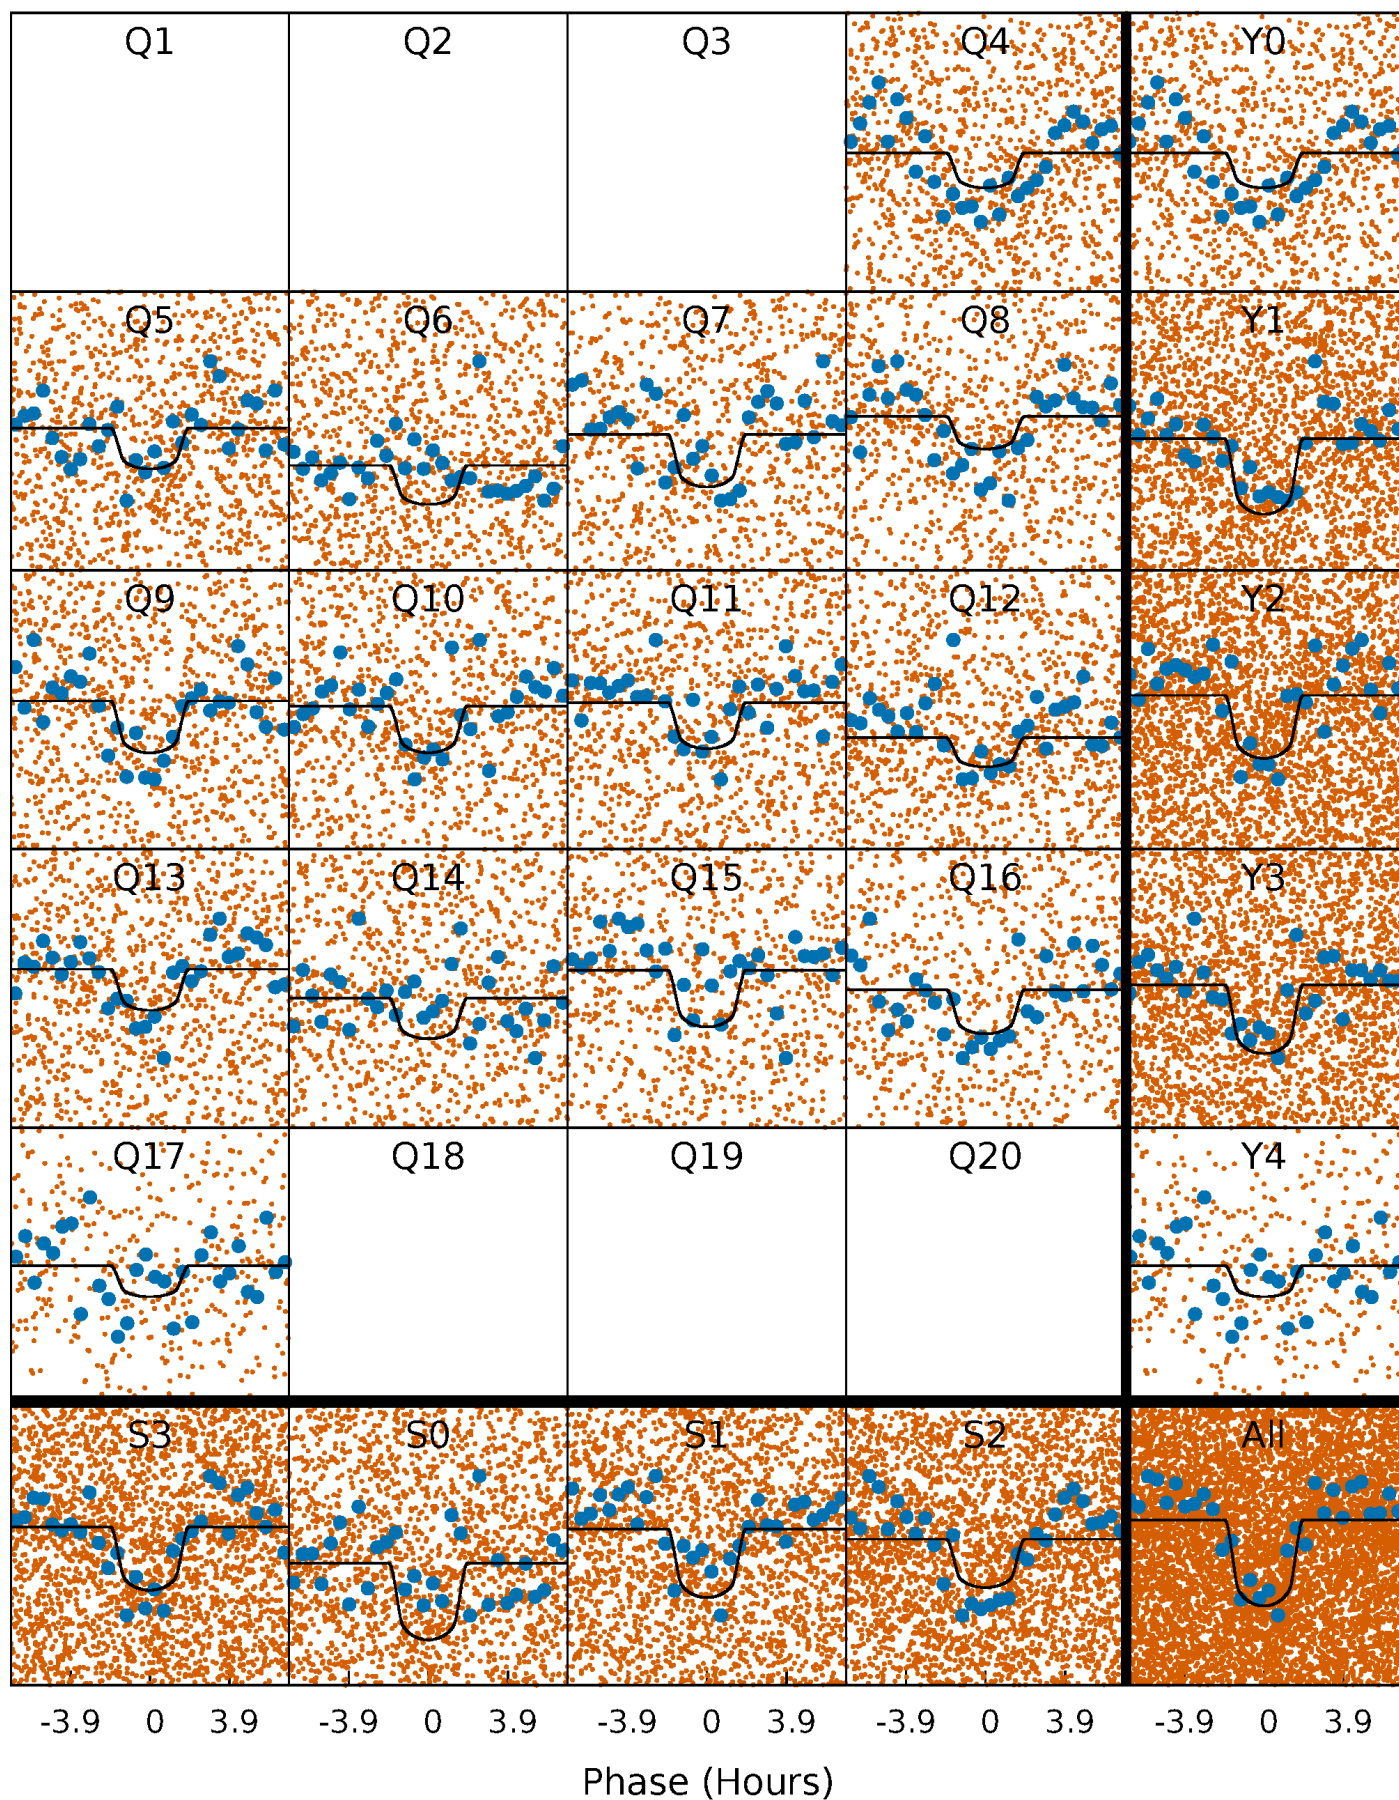 Q1 Q2 Q3 Q4 Y0
Q5 Q6 Q7 Q8 Y1
Q9 Q10 Q11 Q12 Y2
Q13 Q14 Q15 Q16 Y3
Q17 Q18 Q19 Q20 Y4
S3 S0 S1 S2 All
-3.9 0 3.9 -3.9 0 3.9 -3.9 0 3.9 -3.9 0 3.9 -3.9 0 3.9
Phase (Hours)